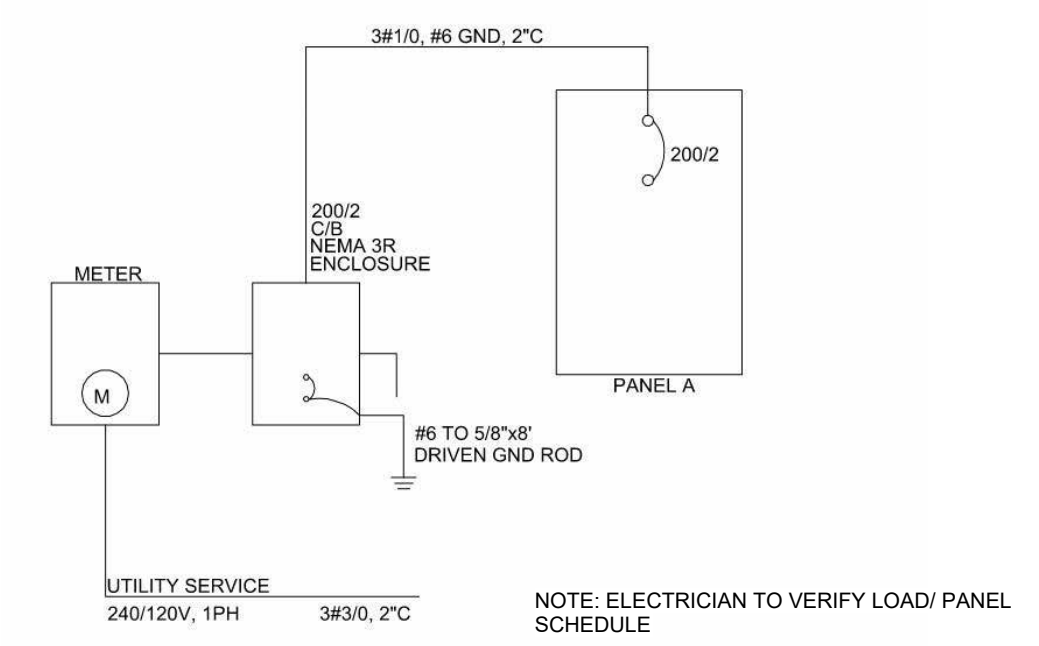 3#1/0, #6 GND, 2"C
200/2
200/2
C/B
NEMA 3R
ENCLOSURE
METER
M
PANEL A
#6 TO 5/8"x8'
DRIVEN GND ROD
UTILITY SERVICE
240/120V, 1PH 3#3/0, 2"C
NOTE: ELECTRICIAN TO VERIFY LOAD/ PANEL
SCHEDULE